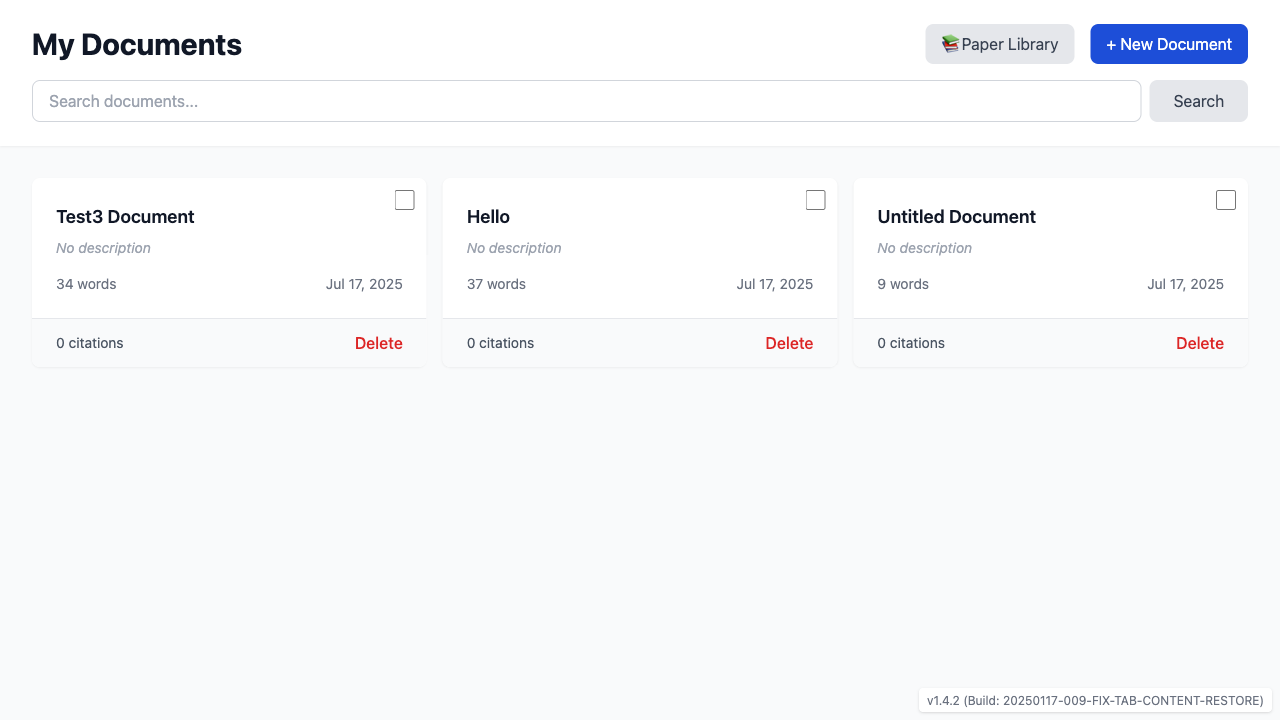 My Documents
📚Paper Library
+ New Document
Search documents...
Search
Test3 Document
No description
34 words Jul 17, 2025
0 citations Delete
Hello
No description
37 words Jul 17, 2025
0 citations Delete
Untitled Document
No description
9 words Jul 17, 2025
0 citations Delete
v1.4.2 (Build: 20250117-009-FIX-TAB-CONTENT-RESTORE)